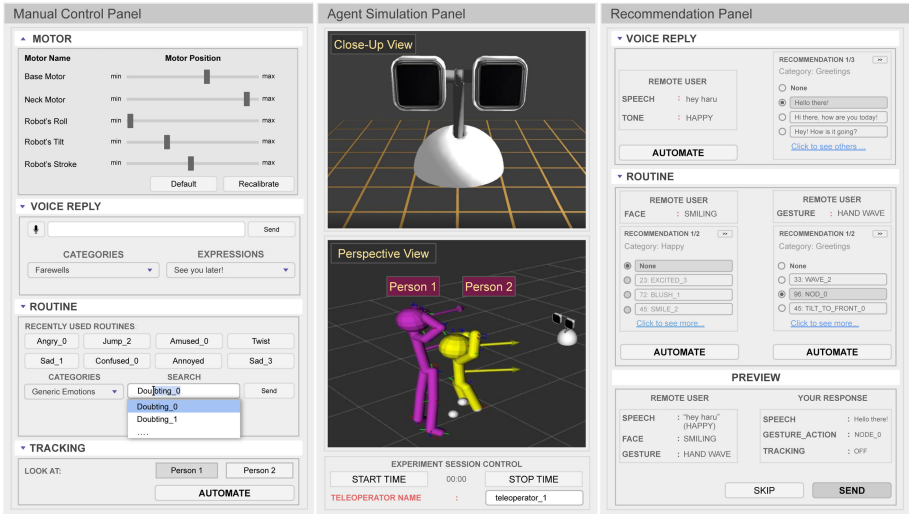 Manual Control Panel
MOTOR
Motor Name Motor Position
Base Motor min max
Neck Motor min max
Robot's Roll min max
Robot's Tilt min max
Robot's Stroke min max
Default Recalibrate
VOICE REPLY
Send
CATEGORIES EXPRESSIONS
Farewells See you later!
ROUTINE
RECENTLY USED ROUTINES
Angry_0 Jump_2 Amused_0 Twist
Sad_1 Confused_0 Annoyed Sad_3
CATEGORIES SEARCH
Generic Emotions Doubting_0 Send
Doubting_0
Doubting_1
....
TRACKING
LOOK AT: Person 1 Person 2
AUTOMATE
Agent Simulation Panel
Close-Up View
Perspective View
Person 1 Person 2
EXPERIMENT SESSION CONTROL
START TIME 00:00 STOP TIME
TELEOPERATOR NAME : teleoperator_1
Recommendation Panel
VOICE REPLY
REMOTE USER
SPEECH : hey haru
TONE : HAPPY
AUTOMATE
RECOMMENDATION 1/3 >>
Category: Greetings
None
Hello there!
Hi there, how are you today!
Hey! How is it going?
Click to see others ...
ROUTINE
REMOTE USER
FACE : SMILING
RECOMMENDATION 1/2 >>
Category: Happy
None
23: EXCITED_3
72: BLUSH_1
45: SMILE_2
Click to see more...
AUTOMATE
REMOTE USER
GESTURE : HAND WAVE
RECOMMENDATION 1/2 >>
Category: Greetings
None
33: WAVE_2
96: NOD_0
45: TILT_TO_FRONT_0
Click to see more...
AUTOMATE
PREVIEW
REMOTE USER
SPEECH : "hey haru"
(HAPPY)
FACE : SMILING
GESTURE : HAND WAVE
YOUR RESPONSE
SPEECH : Hello there!
GESTURE_ACTION : NODE_0
TRACKING : OFF
SKIP SEND